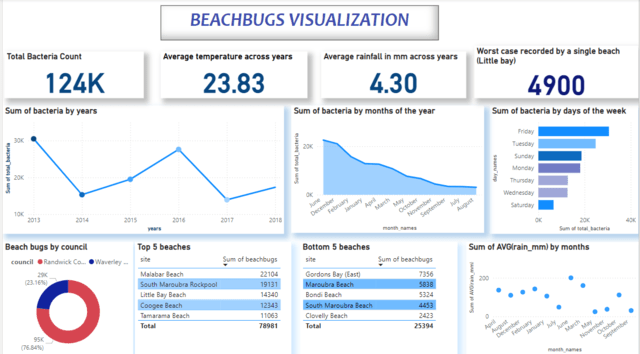 BEACHBUGS VISUALIZATION
Total Bacteria Count
124K
Average temperature across years
23.83
Average rainfall in mm across years
4.30
Worst case recorded by a single beach
(Little bay)
4900
Sum of bacteria by years
Sum of total_bacteria
30K
20K
10K
2013 2014 2015 2016 2017 2018
years
Sum of bacteria by months of the year
Sum of total_bacteria
20K
0K
June December February January April March May October November September July August
month_names
Sum of bacteria by days of the week
day_names
Friday
Tuesday
Sunday
Monday
Thursday
Wednesday
Saturday
0K 20K 40K
Sum of total_bacteria
Beach bugs by council
council Randwick Co... Waverley ...
29K
(23.16%)
95K
(76.84%)
Top 5 beaches
site Sum of beachbugs
Malabar Beach 22104
South Maroubra Rockpool 19131
Little Bay Beach 14340
Coogee Beach 12343
Tamarama Beach 11063
Total 78981
Bottom 5 beaches
site Sum of beachbugs
Gordons Bay (East) 7356
Maroubra Beach 5838
Bondi Beach 5324
South Maroubra Beach 4453
Clovelly Beach 2423
Total 25394
Sum of AVG(rain_mm) by months
Sum of AVG(rain_mm)
200
0
April August December February January July June March May November October September
month_names